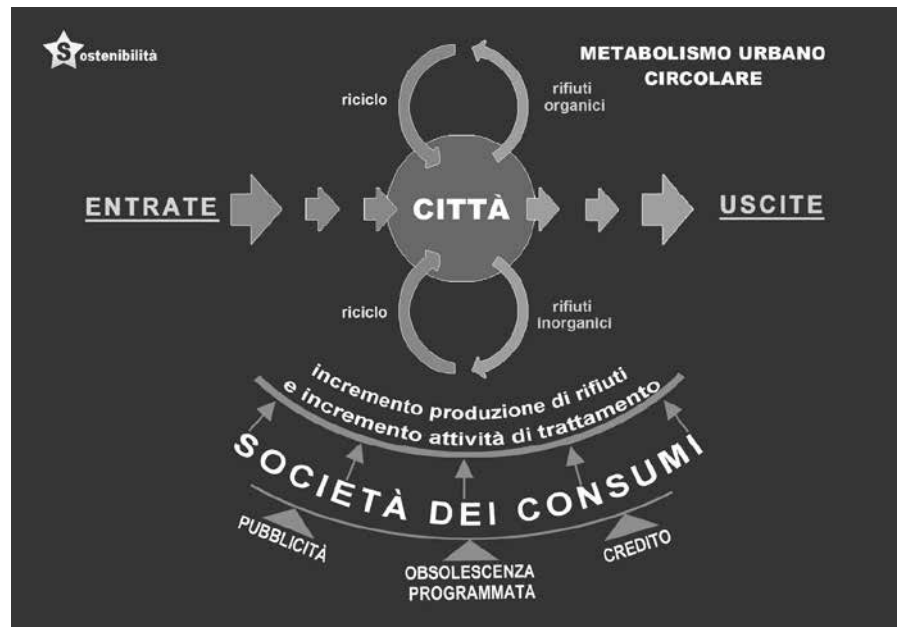 Sostenibilità
METABOLISMO URBANO
CIRCOLARE
riciclo
rifiuti
organici
ENTRATE
CITTÀ
USCITE
riciclo
rifiuti
inorganici
incremento produzione di rifiuti
e incremento attività di trattamento
SOCIETÀ DEI CONSUMI
PUBBLICITÀ
OBSOLESCENZA
PROGRAMMATA
CREDITO